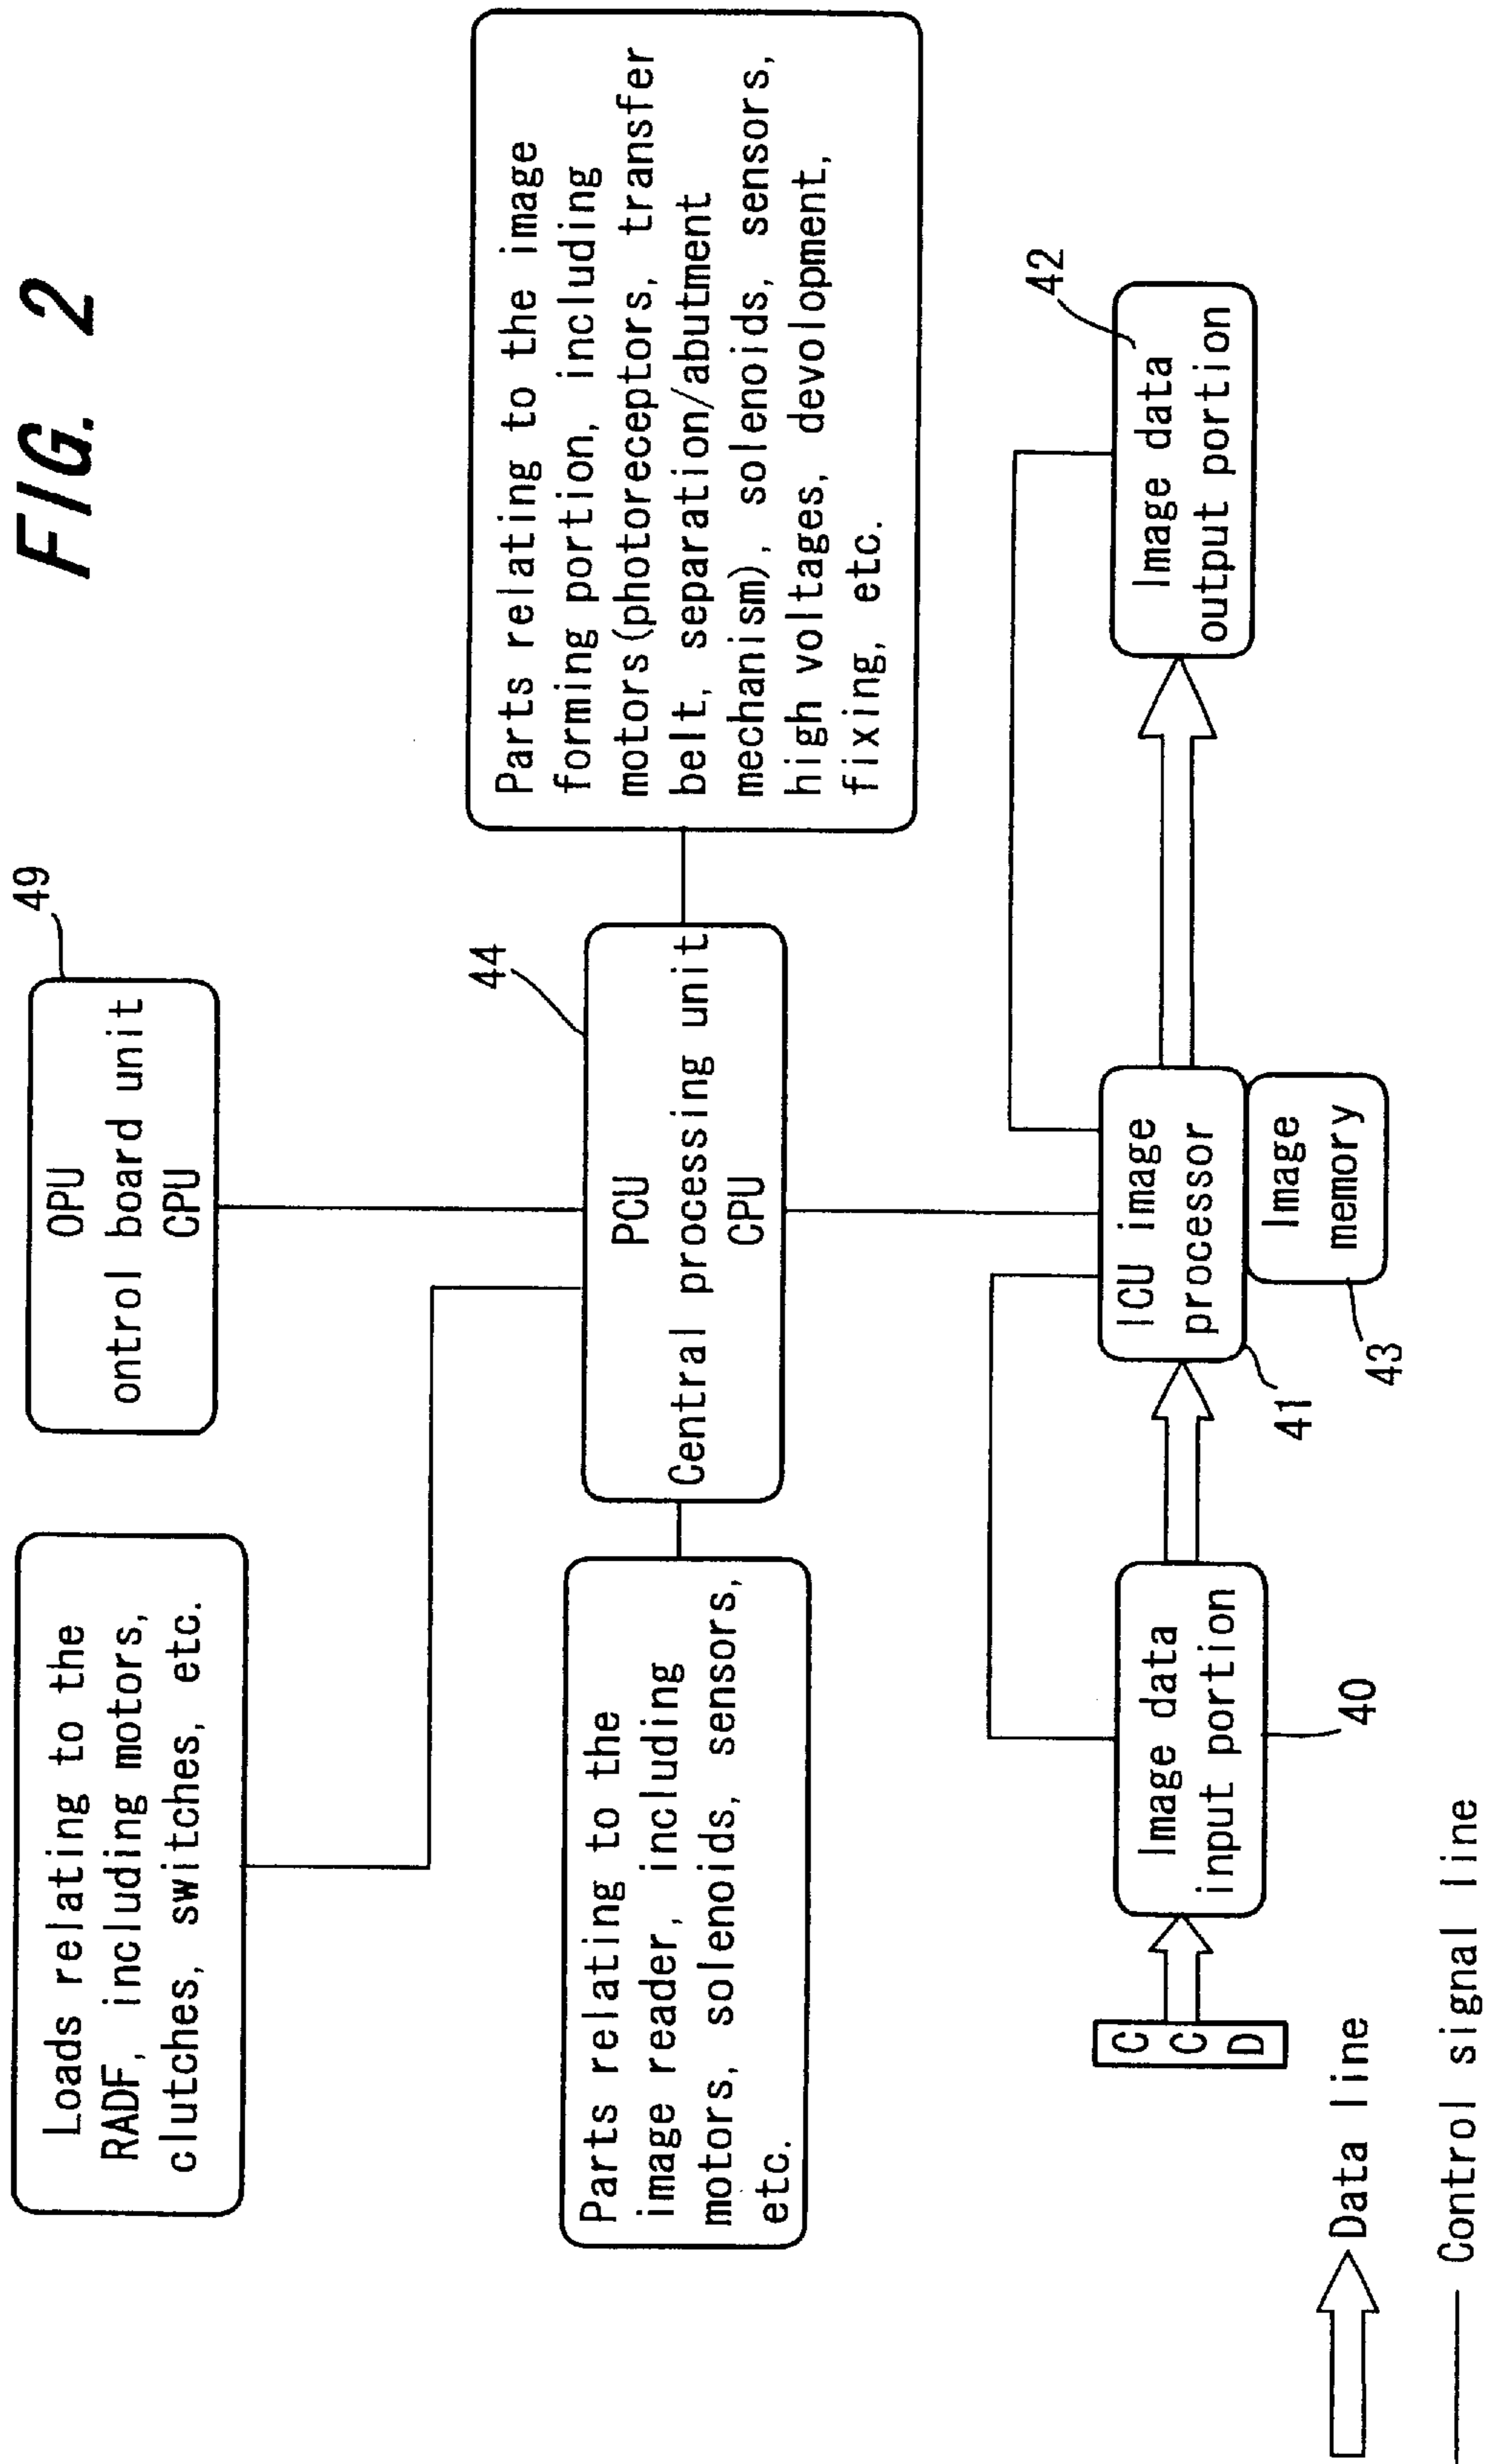 FIG. 2
Loads relating to the
RADF, including motors,
clutches, switches, etc.
OPU
ontrol board unit
CPU
49
Parts relating to the
image reader, including
motors, solenoids, sensors,
etc.
PCU
Central processing unit
CPU
44
Parts relating to the image
forming portion, including
motors(photoreceptors, transfer
belt, separation/abutment
mechanism), solenoids, sensors,
high voltages, devolopment,
fixing, etc.
C
C
D
Image data
input portion
40
ICU image
processor
41
Image
memory
43
Image data
output portion
42
Data line
Control signal line